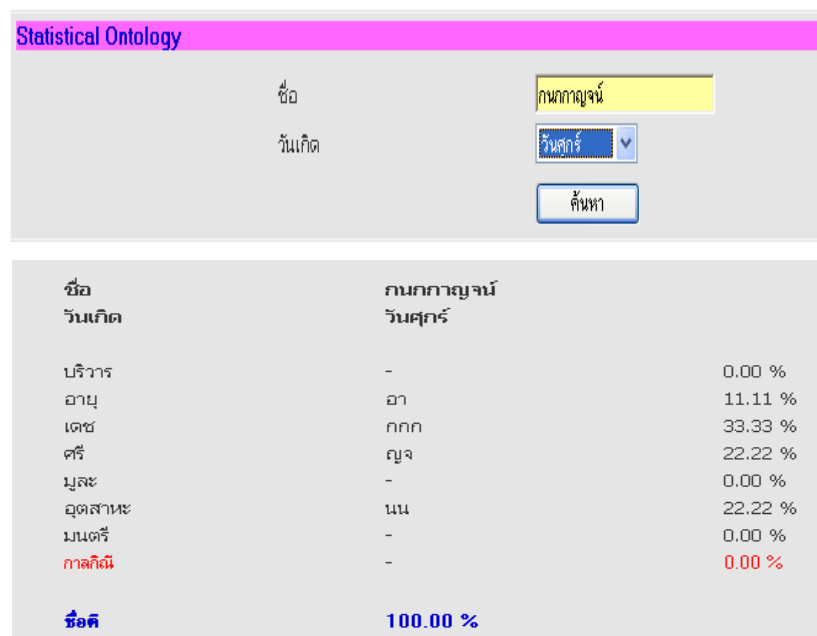 Statistical Ontology
ชื่อ กนกกาญจน์
วันเกิด วันศุกร์
ค้นหา
ชื่อ กนกกาญจน์
วันเกิด วันศุกร์
บริวาร - 0.00 %
อายุ อา 11.11 %
เดช กกก 33.33 %
ศรี ญจ 22.22 %
มูละ - 0.00 %
อุตสาหะ นน 22.22 %
มนตรี - 0.00 %
กาลกิณี - 0.00 %
ชื่อดี 100.00 %